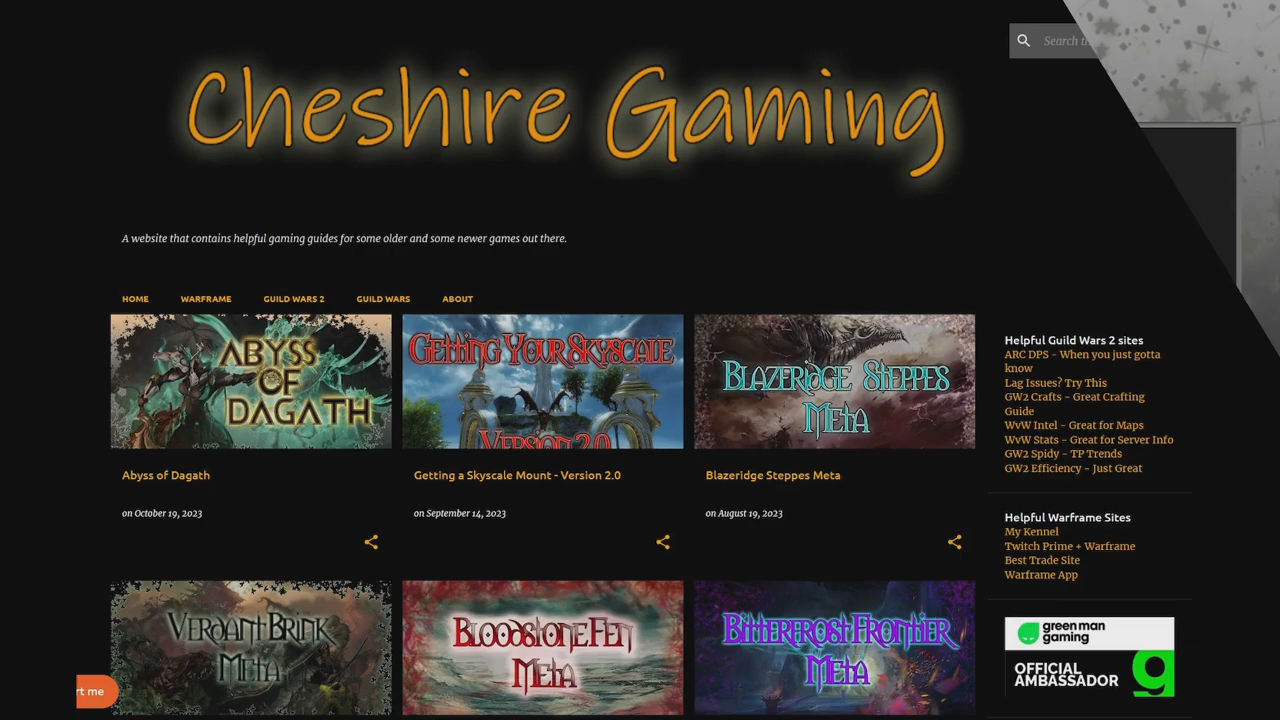 Search th
Cheshire Gaming
A website that contains helpful gaming guides for some older and some newer games out there.
HOME WARFRAME GUILD WARS 2 GUILD WARS ABOUT
ABYSS
OF
DAGATH
Abyss of Dagath
on October 19, 2023
Getting Your Skyscale
Version 2.0
Getting a Skyscale Mount - Version 2.0
on September 14, 2023
Blazeridge Steppes
Meta
Blazeridge Steppes Meta
on August 19, 2023
Verdant Brink
Meta
Bloodstone Fen
Meta
Bitterfrost Frontier
Meta
rt me
Helpful Guild Wars 2 sites
ARC DPS - When you just gotta
know
Lag Issues? Try This
GW2 Crafts - Great Crafting
Guide
WvW Intel - Great for Maps
WvW Stats - Great for Server Info
GW2 Spidy - TP Trends
GW2 Efficiency - Just Great
Helpful Warframe Sites
My Kennel
Twitch Prime + Warframe
Best Trade Site
Warframe App
green man
gaming
OFFICIAL
AMBASSADOR